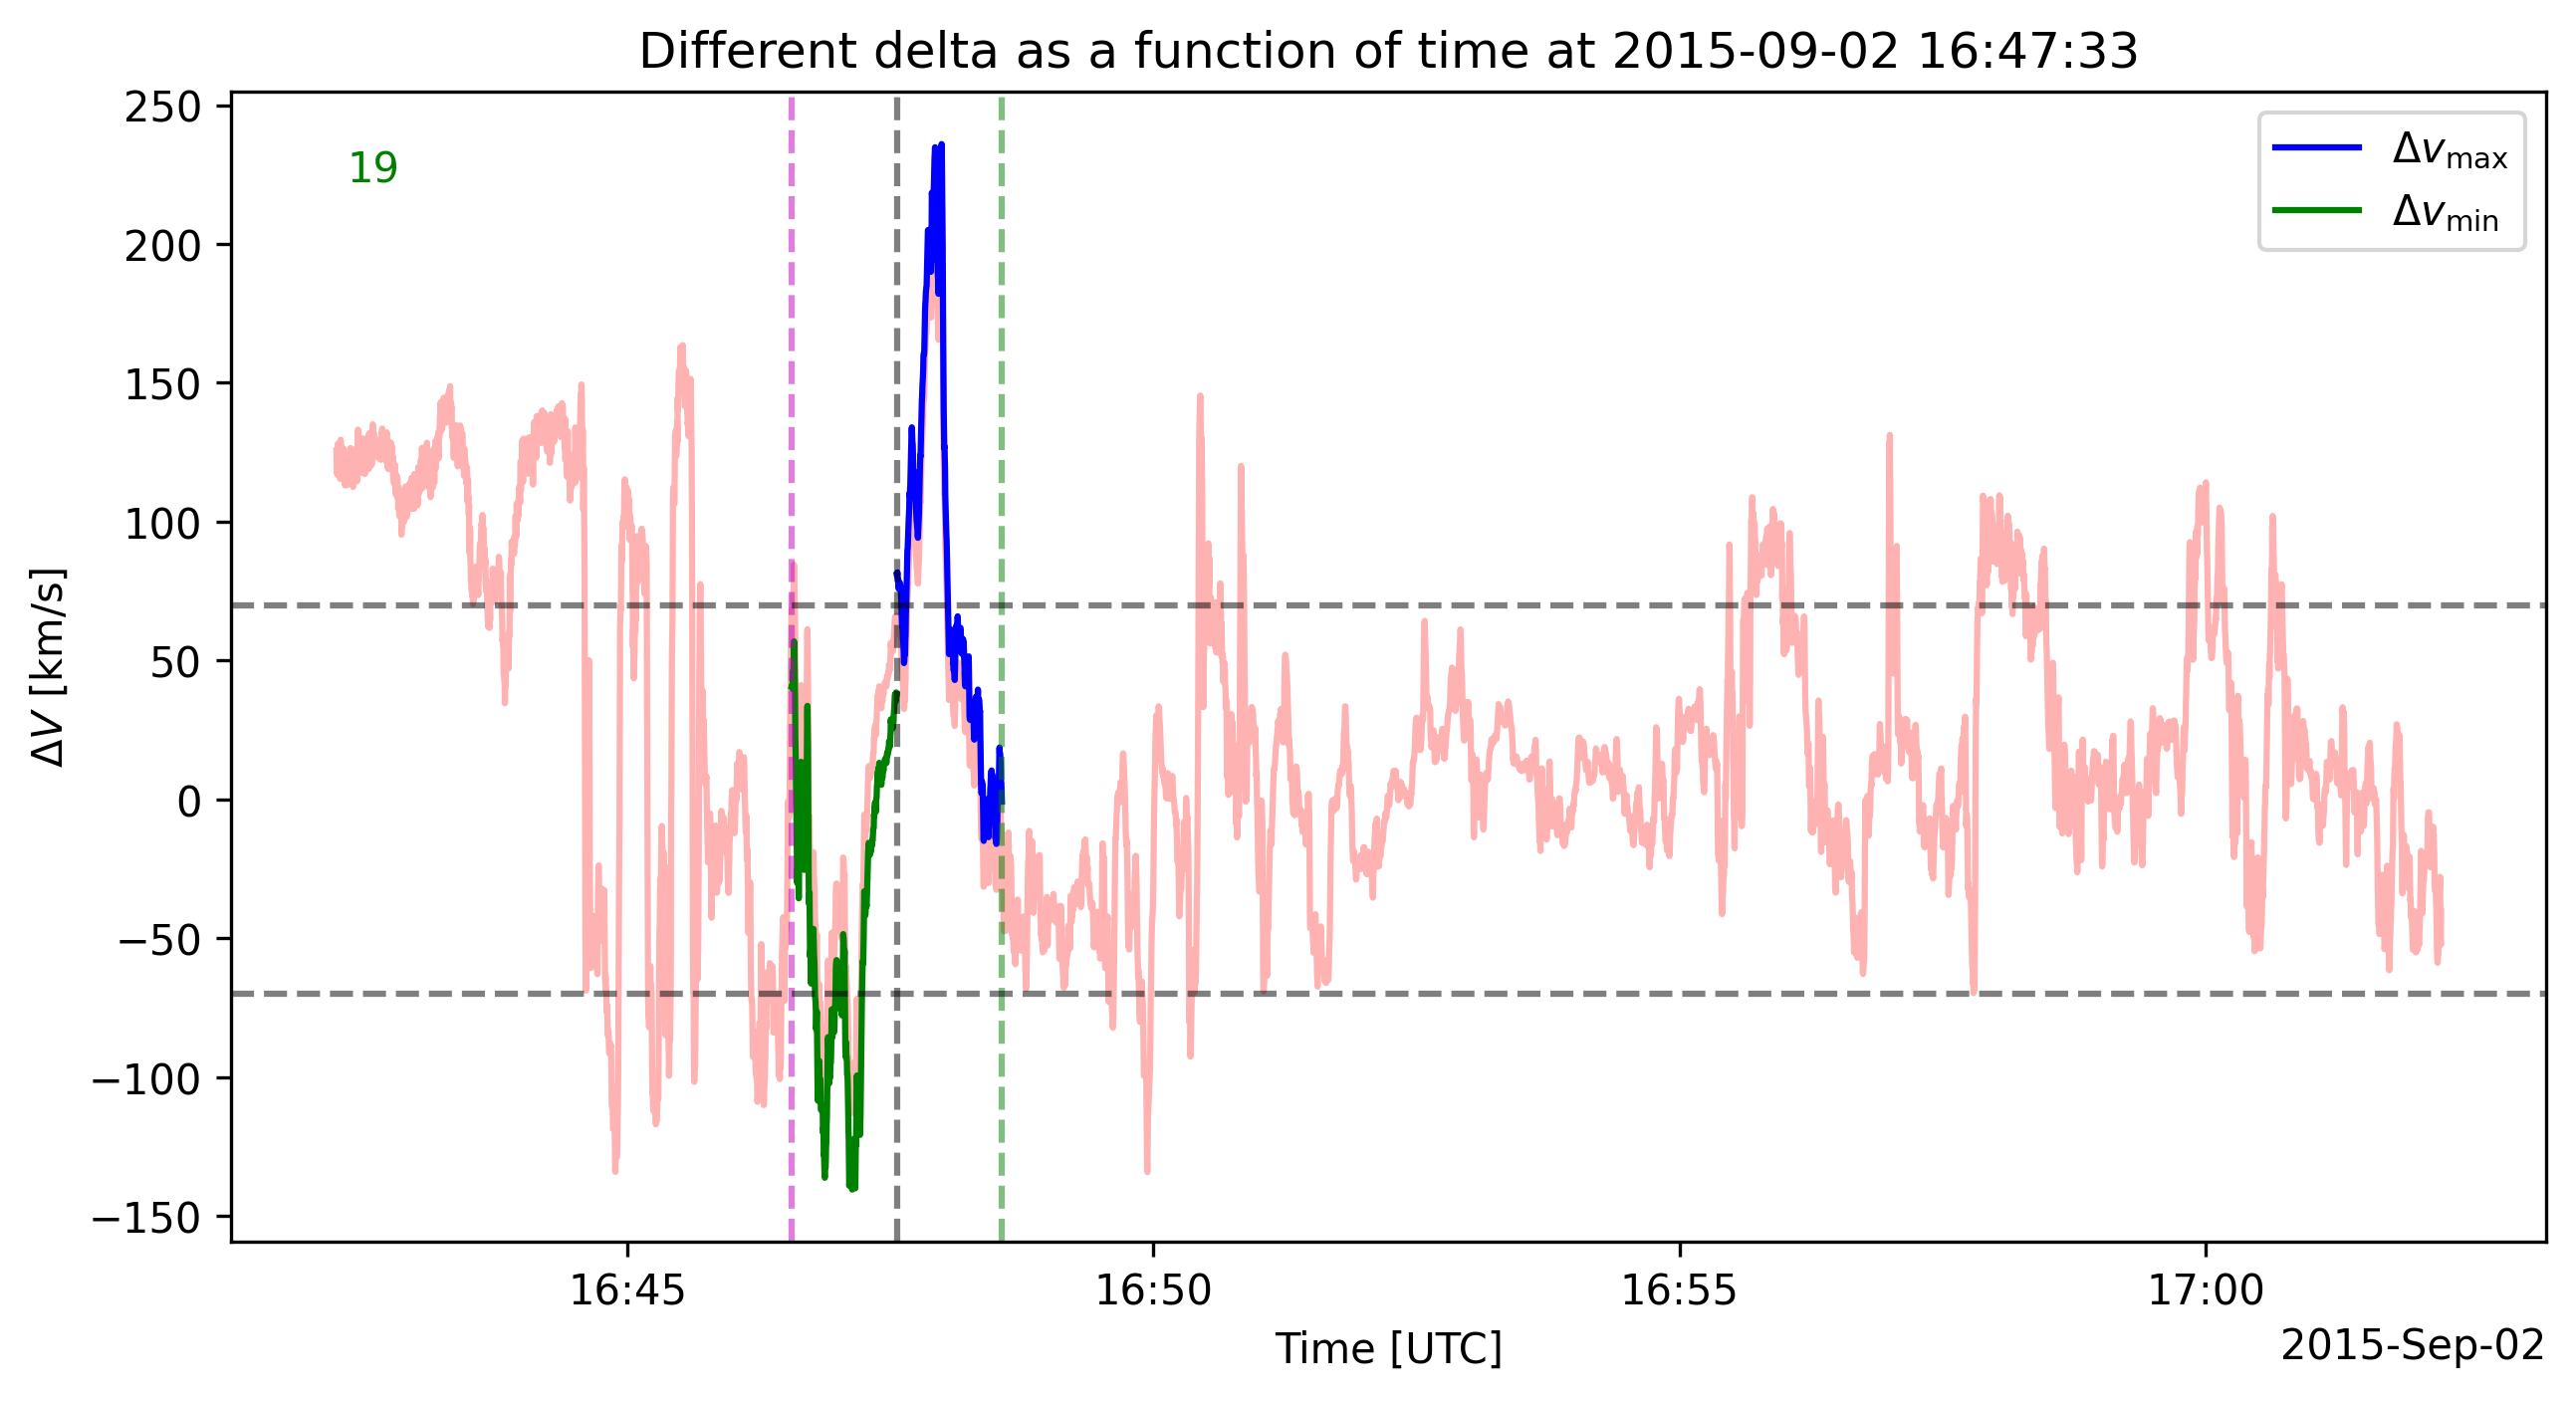 Different delta as a function of time at 2015-09-02 16:47:33
250
200
150
100
50
0
−50
−100
−150
ΔV [km/s]
19
Δv_max
Δv_min
16:45
16:50
16:55
17:00
Time [UTC]
2015-Sep-02